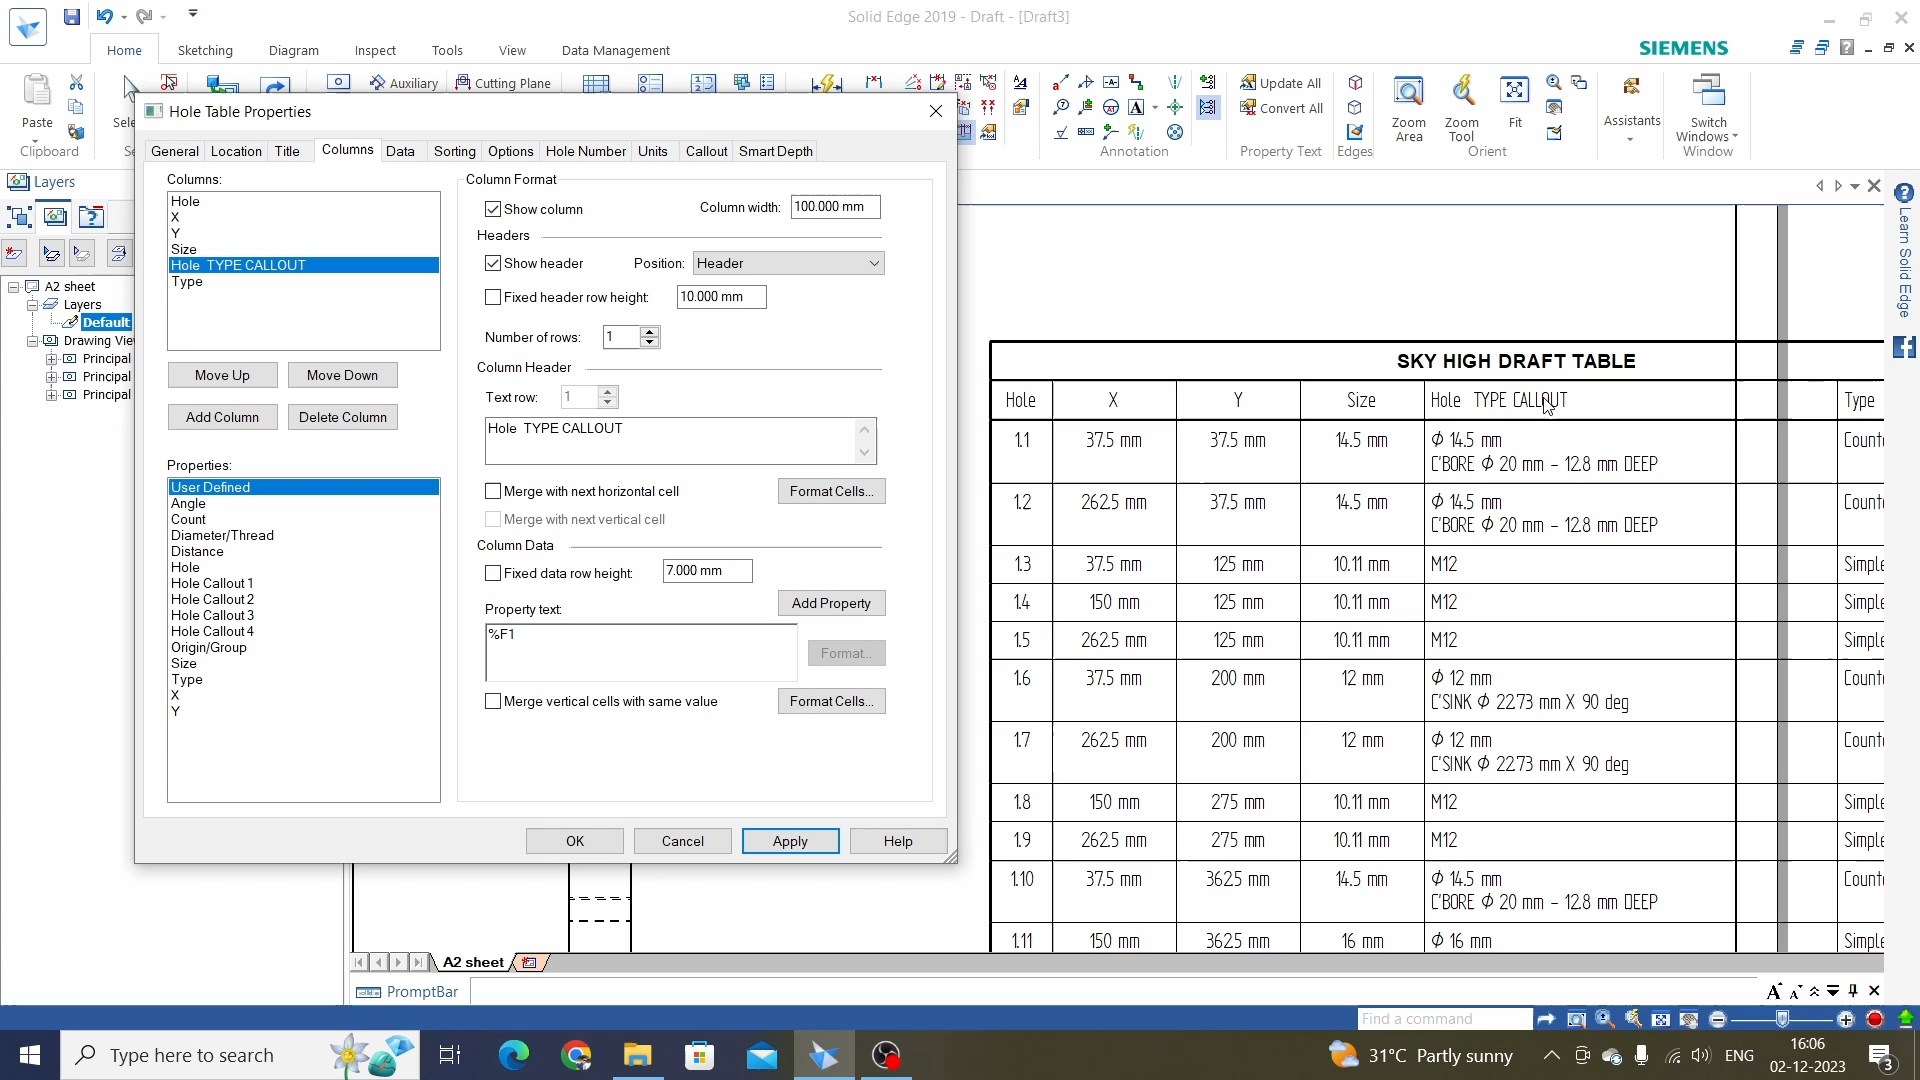 Solid Edge 2019 - Draft - [Draft3]
Home
Sketching
Diagram
Inspect
Tools
View
Data Management
SIEMENS
Paste
Clipboard
Auxiliary
Cutting Plane
Annotation
Update All
Convert All
Property Text
Edges
Zoom Area
Zoom Tool
Fit
Orient
Assistants
Switch Windows
Window
Layers
A2 sheet
Layers
Default
Principal
Principal
Principal
Hole Table Properties
General
Location
Title
Columns
Data
Sorting
Options
Hole Number
Units
Callout
Smart Depth
Columns:
Hole
X
Y
Size
Hole  TYPE CALLOUT
Type
Move Up
Move Down
Add Column
Delete Column
Properties:
User Defined
Angle
Count
Diameter/Thread
Distance
Hole
Hole Callout 1
Hole Callout 2
Hole Callout 3
Hole Callout 4
Origin/Group
Size
Type
X
Y
Column Format
Show column
Column width: 100.000 mm
Headers
Show header
Position: Header
Fixed header row height: 10.000 mm
Number of rows: 1
Column Header
Text row: 1
Hole  TYPE CALLOUT
Merge with next horizontal cell
Format Cells...
Merge with next vertical cell
Column Data
Fixed data row height: 7.000 mm
Add Property
Property text:
%F1
Format...
Merge vertical cells with same value
Format Cells...
OK
Cancel
Apply
Help
SKY HIGH DRAFT TABLE
Hole X Y Size Hole  TYPE CALLOUT Type
1.1 37.5 mm 37.5 mm 14.5 mm Φ 14.5 mm
C'BORE Φ 20 mm - 12.8 mm DEEP
1.2 262.5 mm 37.5 mm 14.5 mm Φ 14.5 mm
C'BORE Φ 20 mm - 12.8 mm DEEP
1.3 37.5 mm 125 mm 10.11 mm M12
1.4 150 mm 125 mm 10.11 mm M12
1.5 262.5 mm 125 mm 10.11 mm M12
1.6 37.5 mm 200 mm 12 mm Φ 12 mm
C'SINK Φ 22.73 mm X 90 deg
1.7 262.5 mm 200 mm 12 mm Φ 12 mm
C'SINK Φ 22.73 mm X 90 deg
1.8 150 mm 275 mm 10.11 mm M12
1.9 262.5 mm 275 mm 10.11 mm M12
1.10 37.5 mm 362.5 mm 14.5 mm Φ 14.5 mm
C'BORE Φ 20 mm - 12.8 mm DEEP
1.11 150 mm 362.5 mm 16 mm Φ 16 mm
Learn Solid Edge
A2 sheet
PromptBar
Find a command
Type here to search
31°C Partly sunny
ENG
16:06
02-12-2023
3